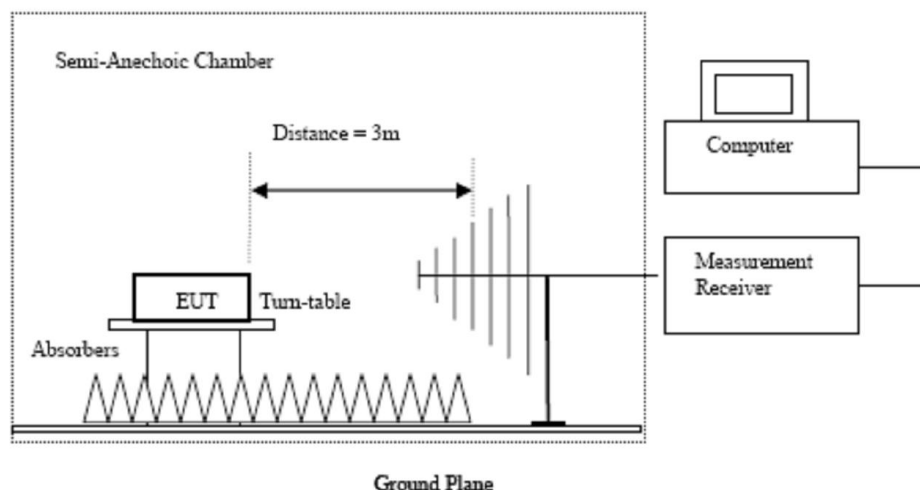 Semi-Anechoic Chamber
Distance = 3m
Computer
Measurement
Receiver
EUT
Turn-table
Absorbers
Ground Plane